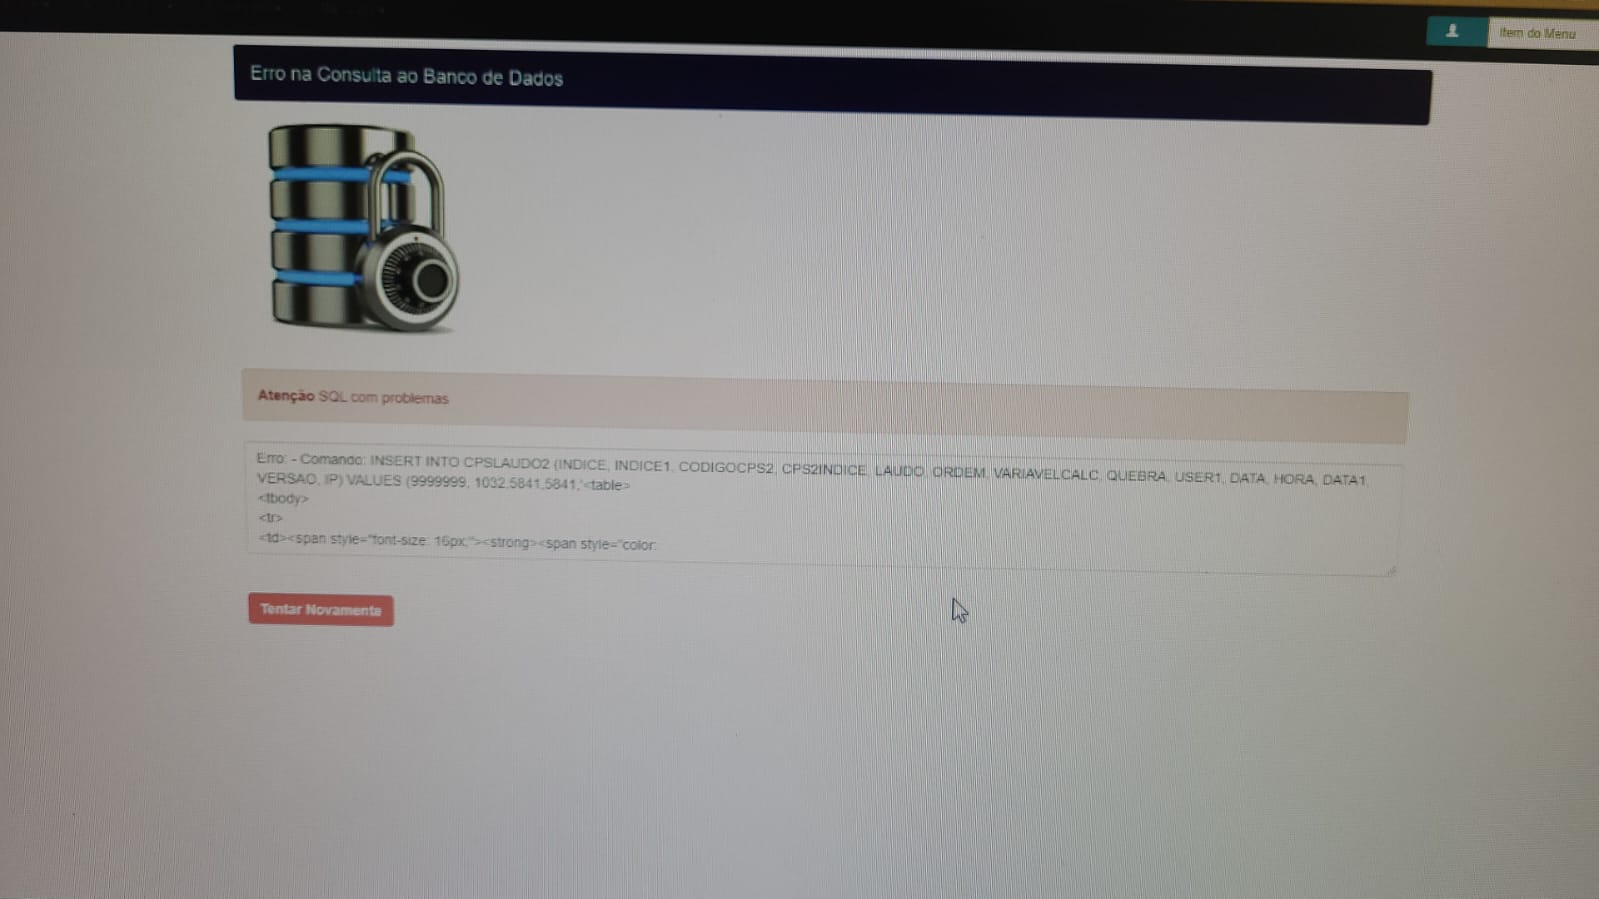 Item do Menu
Erro na Consulta ao Banco de Dados
Atenção SQL com problemas
Erro: - Comando: INSERT INTO CPSLAUDO2 (INDICE, INDICE1, CODIGOCPS2, CPS2INDICE, LAUDO, ORDEM, VARIAVELCALC, QUEBRA, USER1, DATA, HORA, DATA1,
VERSAO, IP) VALUES (9999999, 1032,5841,5841,'<table>
<tbody>
<tr>
<td><span style="font-size: 16px;"><strong><span style="color:
Tentar Novamente